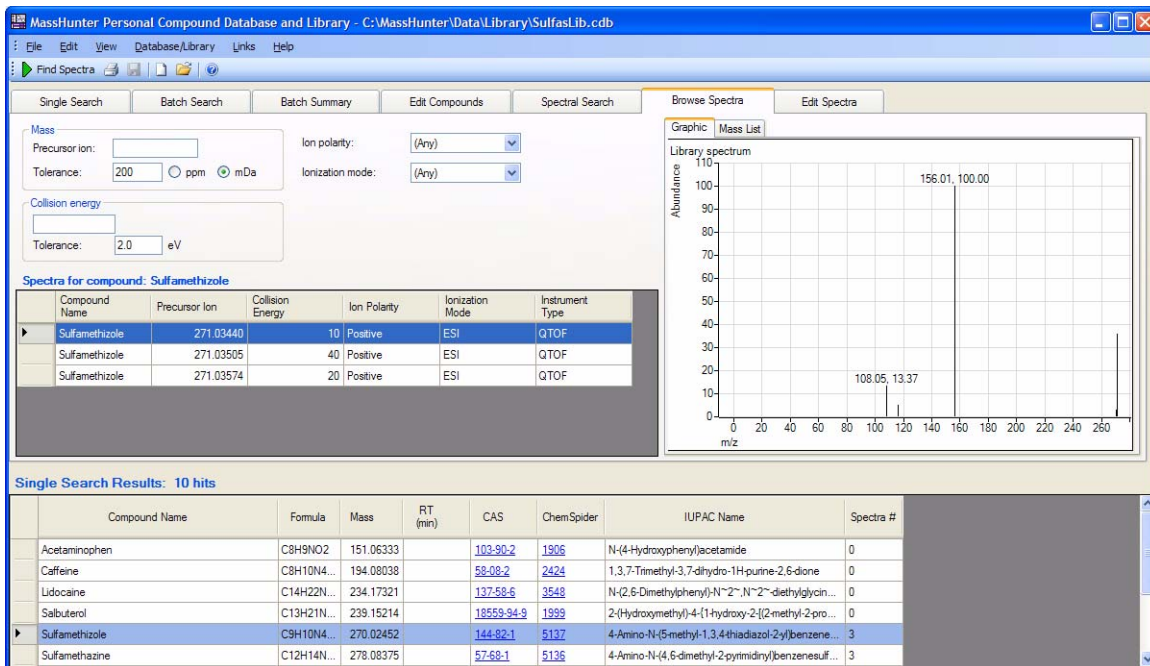 MassHunter Personal Compound Database and Library - C:\MassHunter\Data\Library\SulfasLib.cdb
File Edit View Database/Library Links Help
Find Spectra
Single Search Batch Search Batch Summary Edit Compounds Spectral Search Browse Spectra Edit Spectra
Mass
Precursor ion:
Tolerance: 200 ppm mDa
Ion polarity: (Any)
Ionization mode: (Any)
Collision energy
Tolerance: 2.0 eV
Graphic Mass List
Library spectrum
Abundance
110
100
90
80
70
60
50
40
30
20
10
0
156.01, 100.00
108.05, 13.37
0 20 40 60 80 100 120 140 160 180 200 220 240 260
m/z
Spectra for compound: Sulfamethizole
Compound Name Precursor Ion Collision Energy Ion Polarity Ionization Mode Instrument Type
Sulfamethizole 271.03440 10 Positive ESI QTOF
Sulfamethizole 271.03505 40 Positive ESI QTOF
Sulfamethizole 271.03574 20 Positive ESI QTOF
Single Search Results: 10 hits
Compound Name Formula Mass RT (min) CAS ChemSpider IUPAC Name Spectra #
Acetaminophen C8H9NO2 151.06333 103-90-2 1906 N-(4-Hydroxyphenyl)acetamide 0
Caffeine C8H10N4... 194.08038 58-08-2 2424 1,3,7-Trimethyl-3,7-dihydro-1H-purine-2,6-dione 0
Lidocaine C14H22N... 234.17321 137-58-6 3548 N-(2,6-Dimethylphenyl)-N~2~,N~2~-diethylglycin... 0
Salbuterol C13H21N... 239.15214 18559-94-9 1999 2-(Hydroxymethyl)-4-{1-hydroxy-2-[(2-methyl-2-pro... 0
Sulfamethizole C9H10N4... 270.02452 144-82-1 5137 4-Amino-N-(5-methyl-1,3,4-thiadiazol-2-yl)benzene... 3
Sulfamethazine C12H14N... 278.08375 57-68-1 5136 4-Amino-N-(4,6-dimethyl-2-pyrimidinyl)benzenesulf... 3